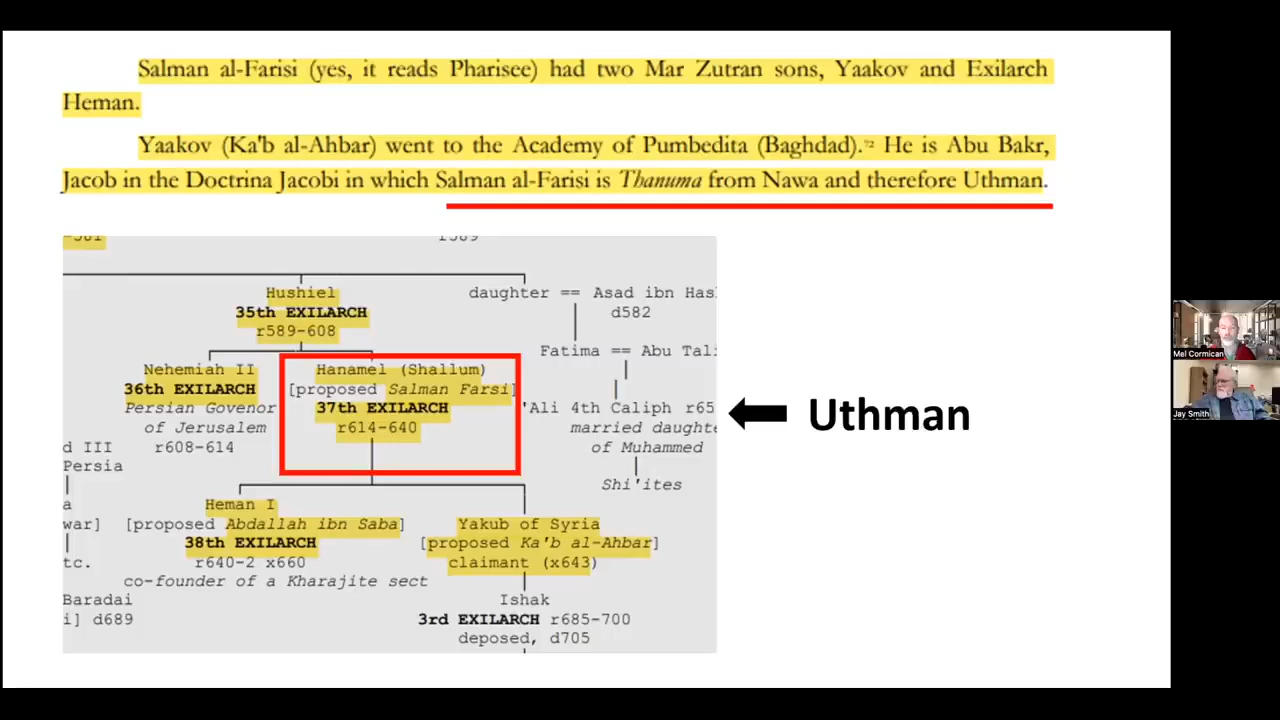 Salman al-Farisi (yes, it reads Pharisee) had two Mar Zutran sons, Yaakov and Exilarch
Heman.
Yaakov (Ka'b al-Ahbar) went to the Academy of Pumbedita (Baghdad).72 He is Abu Bakr,
Jacob in the Doctrina Jacobi in which Salman al-Farisi is Thanuma from Nawa and therefore Uthman.
Hushiel
35th EXILARCH
r589-608
daughter == Asad ibn Has
d582
Fatima == Abu Tali
Nehemiah II
36th EXILARCH
Persian Govenor
of Jerusalem
r608-614
Hanamel (Shallum)
[proposed Salman Farsi]
37th EXILARCH
r614-640
'Ali 4th Caliph r65
married daughte
of Muhammed
Shi'ites
Uthman
d III
Persia
a
war]
tc.
Heman I
[proposed Abdallah ibn Saba]
38th EXILARCH
r640-2 x660
co-founder of a Kharajite sect
Yakub of Syria
[proposed Ka'b al-Ahbar]
claimant (x643)
Baradai
i] d689
Ishak
3rd EXILARCH r685-700
deposed, d705
Mel Cormican
Jay Smith